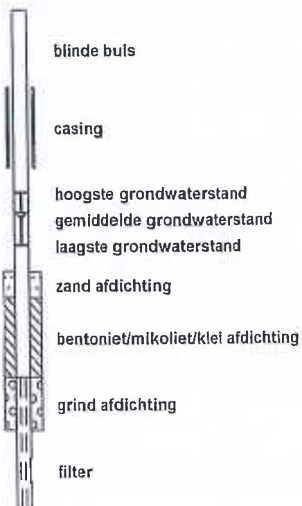 blinde buis
casing
hoogste grondwaterstand
gemiddelde grondwaterstand
laagste grondwaterstand
zand afdichting
bentoniet/mikoliet/klei afdichting
grind afdichting
filter